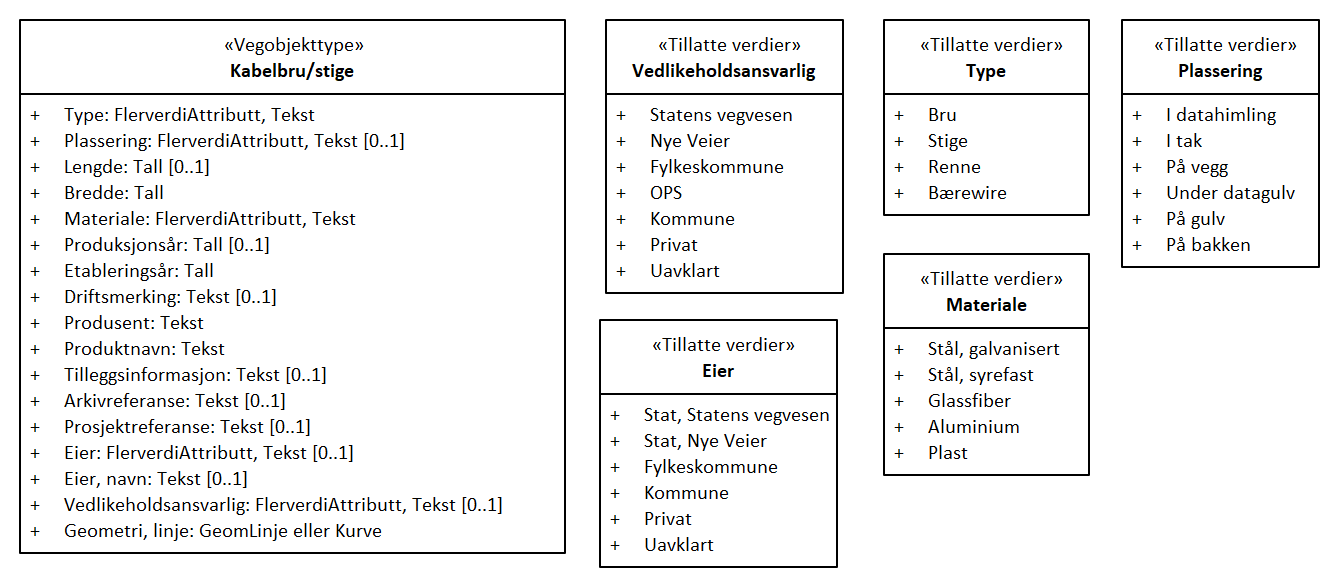 «Vegobjekttype»
Kabelbru/stige
+ Type: FlerverdiAttributt, Tekst
+ Plassering: FlerverdiAttributt, Tekst [0..1]
+ Lengde: Tall [0..1]
+ Bredde: Tall
+ Materiale: FlerverdiAttributt, Tekst
+ Produksjonsår: Tall [0..1]
+ Etableringsår: Tall
+ Driftsmerking: Tekst [0..1]
+ Produsent: Tekst
+ Produktnavn: Tekst
+ Tilleggsinformasjon: Tekst [0..1]
+ Arkivreferanse: Tekst [0..1]
+ Prosjektreferanse: Tekst [0..1]
+ Eier: FlerverdiAttributt, Tekst [0..1]
+ Eier, navn: Tekst [0..1]
+ Vedlikeholdsansvarlig: FlerverdiAttributt, Tekst [0..1]
+ Geometri, linje: GeomLinje eller Kurve
«Tillatte verdier»
Vedlikeholdsansvarlig
+ Statens vegvesen
+ Nye Veier
+ Fylkeskommune
+ OPS
+ Kommune
+ Privat
+ Uavklart
«Tillatte verdier»
Eier
+ Stat, Statens vegvesen
+ Stat, Nye Veier
+ Fylkeskommune
+ Kommune
+ Privat
+ Uavklart
«Tillatte verdier»
Type
+ Bru
+ Stige
+ Renne
+ Bærewire
«Tillatte verdier»
Materiale
+ Stål, galvanisert
+ Stål, syrefast
+ Glassfiber
+ Aluminium
+ Plast
«Tillatte verdier»
Plassering
+ I datahimling
+ I tak
+ På vegg
+ Under datagulv
+ På gulv
+ På bakken